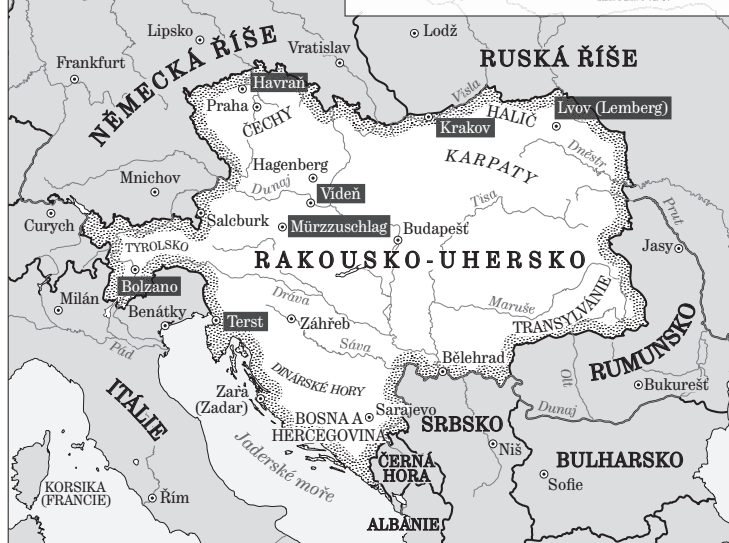 Lipsko
NĚMECKÁ ŘÍŠE
Vratislav
Lodž
RUSKÁ ŘÍŠE
Frankfurt
Havraň
Visla
Praha
ČECHY
HALIČ
Lvov (Lemberg)
Krakov
KARPATY
Dněstr
Hagenberg
Mnichov
Dunaj
Vídeň
Tisa
Prut
Curych
Salcburk
Mürzzuschlag
Budapešť
TYROLSKO
Jasy
RAKOUSKO-UHERSKO
Bolzano
Milán
Dráva
Maruše
TRANSYLVÁNIE
Benátky
Terst
Záhřeb
Sáva
Pád
Bělehrad
RUMUNSKO
DINÁRSKÉ HORY
Olt
Bukurešť
ITÁLIE
Zara
(Zadar)
Sarajevo
Dunaj
BOSNA A
HERCEGOVINA
SRBSKO
Jaderské moře
Niš
ČERNÁ
HORA
BULHARSKO
KORSIKA
(FRANCIE)
Řím
Sofie
ALBÁNIE